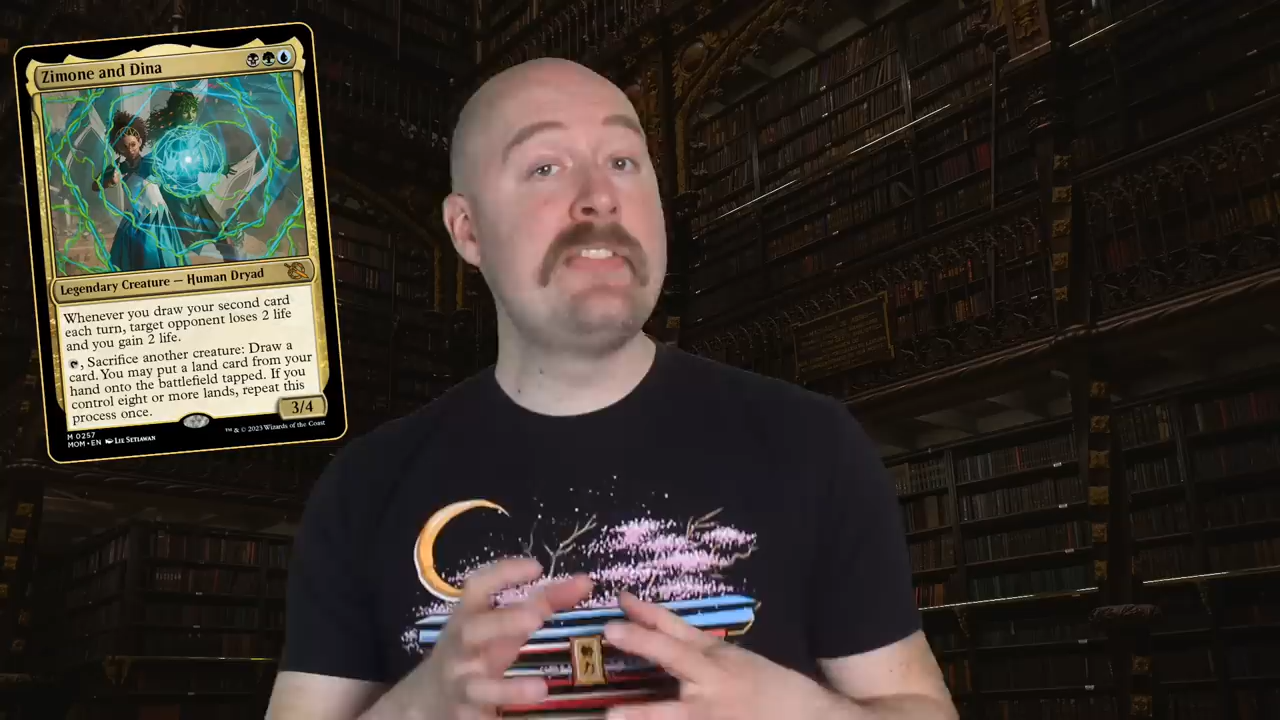 Zimone and Dina
Legendary Creature — Human Dryad
Whenever you draw your second card
each turn, target opponent loses 2 life
and you gain 2 life.
, Sacrifice another creature: Draw a
card. You may put a land card from your
hand onto the battlefield tapped. If you
control eight or more lands, repeat this
process once.
3/4
M 0257
MOM • EN Lie Setiawan
™ & © 2023 Wizards of the Coast